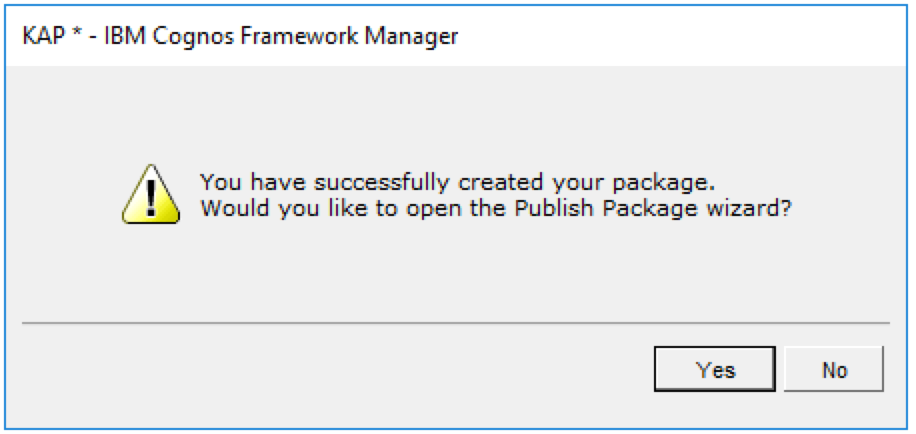 KAP * - IBM Cognos Framework Manager
You have successfully created your package.
Would you like to open the Publish Package wizard?
Yes
No